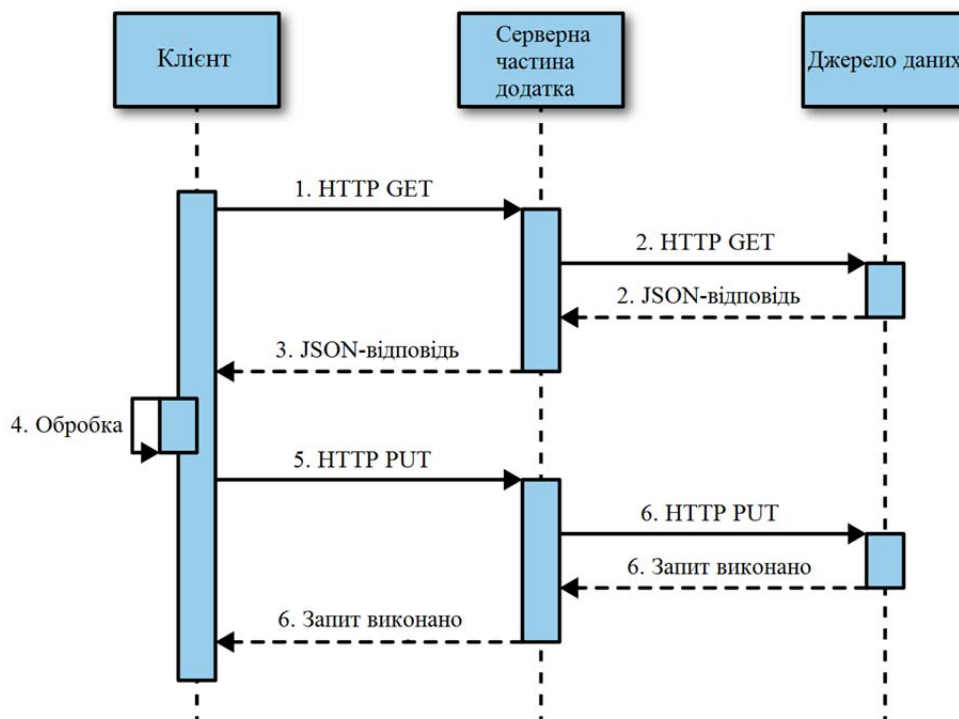 Клієнт
Серверна
частина
додатка
Джерело даних
1. HTTP GET
2. HTTP GET
2. JSON-відповідь
3. JSON-відповідь
4. Обробка
5. HTTP PUT
6. HTTP PUT
6. Запит виконано
6. Запит виконано